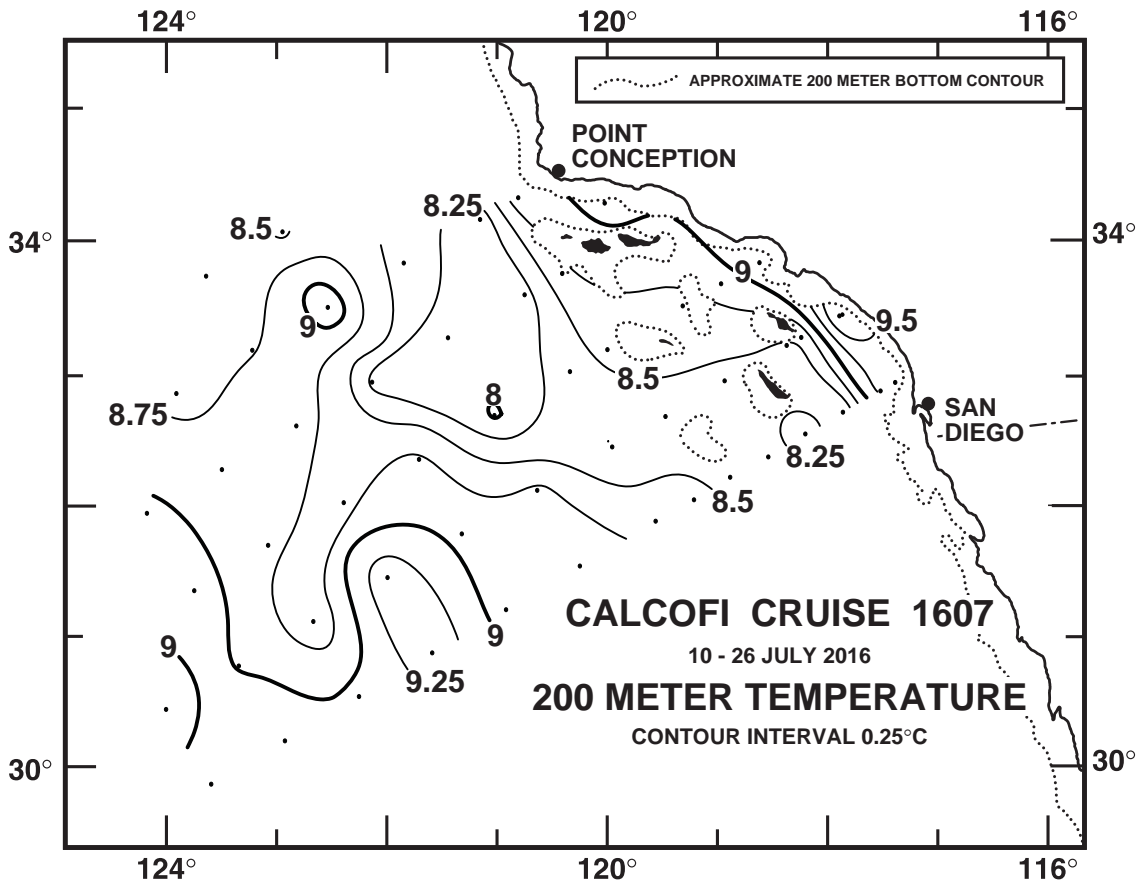 124° 120° 116°
APPROXIMATE 200 METER BOTTOM CONTOUR
POINT
CONCEPTION
8.25
8.5
34° 34°
9
9
9.5
8.5
8
8.75
SAN
DIEGO
8.25
8.5
CALCOFI CRUISE 1607
9
9
10 - 26 JULY 2016
9.25
200 METER TEMPERATURE
CONTOUR INTERVAL 0.25°C
30° 30°
124° 120° 116°